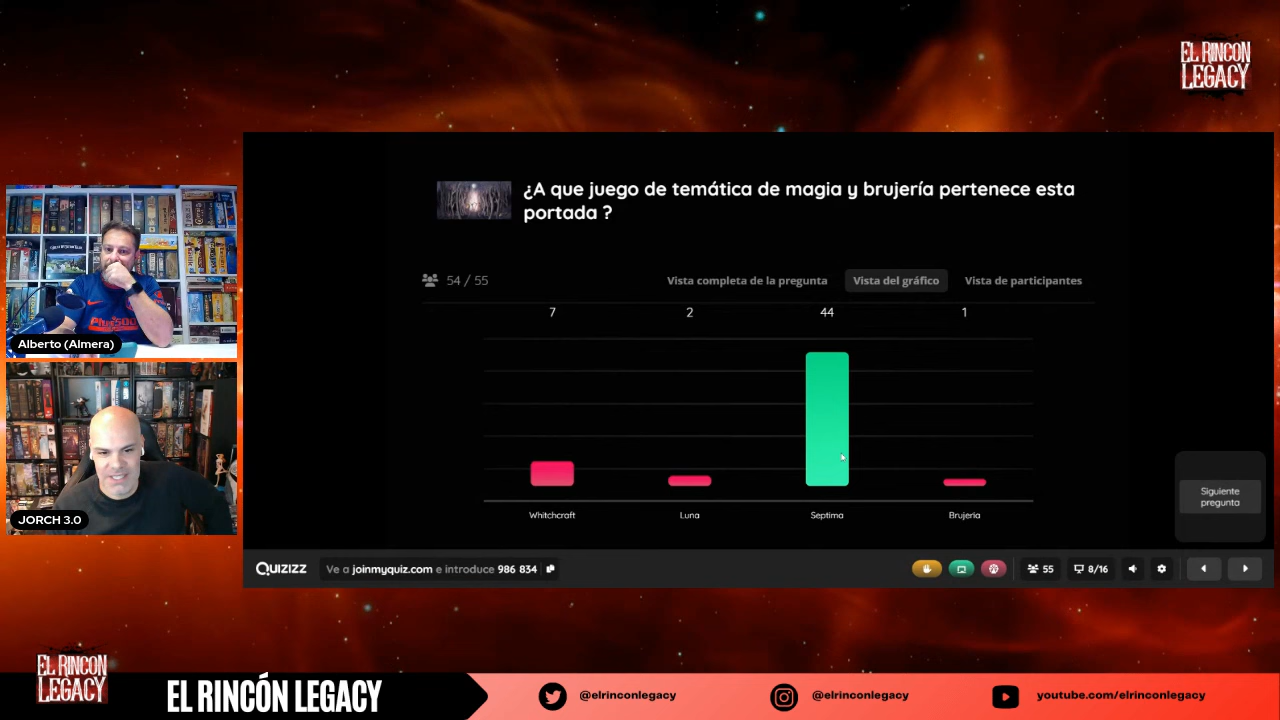 EL RINCON
LEGACY
¿A que juego de temática de magia y brujería pertenece esta
portada ?
54 / 55
Vista completa de la pregunta
Vista del gráfico
Vista de participantes
7
2
44
1
Whitchcraft
Luna
Septima
Brujeria
Siguiente
pregunta
Alberto (Almera)
JORCH 3.0
QUIZIZZ
Ve a joinmyquiz.com e introduce 986 834
55
8/16
EL RINCON
LEGACY
EL RINCÓN LEGACY
@elrinconlegacy
@elrinconlegacy
youtube.com/elrinconlegacy